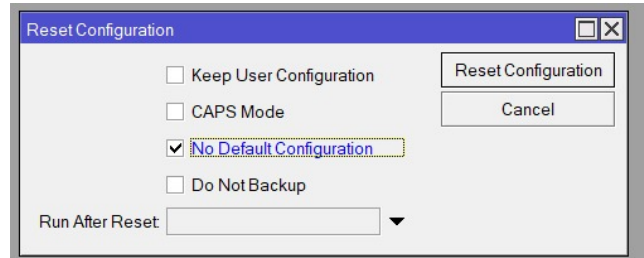 Reset Configuration
Keep User Configuration
Reset Configuration
CAPS Mode
Cancel
No Default Configuration
Do Not Backup
Run After Reset: